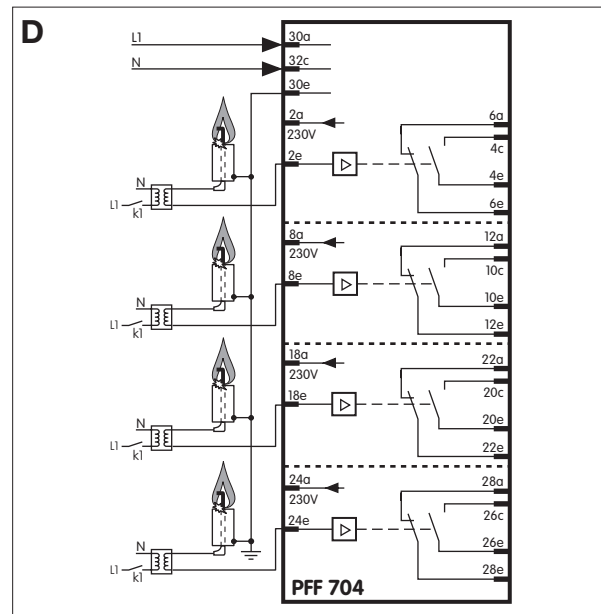 D
L1
30a
N
32c
30e
2a
230V
6a
4c
2e
N
4e
L1
k1
6e
8a
230V
12a
10c
8e
N
10e
L1
k1
12e
18a
230V
22a
20c
18e
N
20e
L1
k1
22e
24a
230V
28a
26c
24e
N
26e
L1
k1
28e
PFF 704